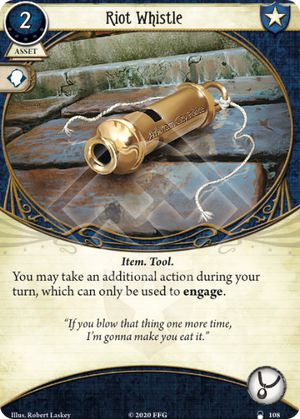 2
Riot Whistle
ASSET
Item. Tool.
You may take an additional action during your
turn, which can only be used to engage.
"If you blow that thing one more time,
I'm gonna make you eat it."
Illus. Robert Laskey
© 2020 FFG
108